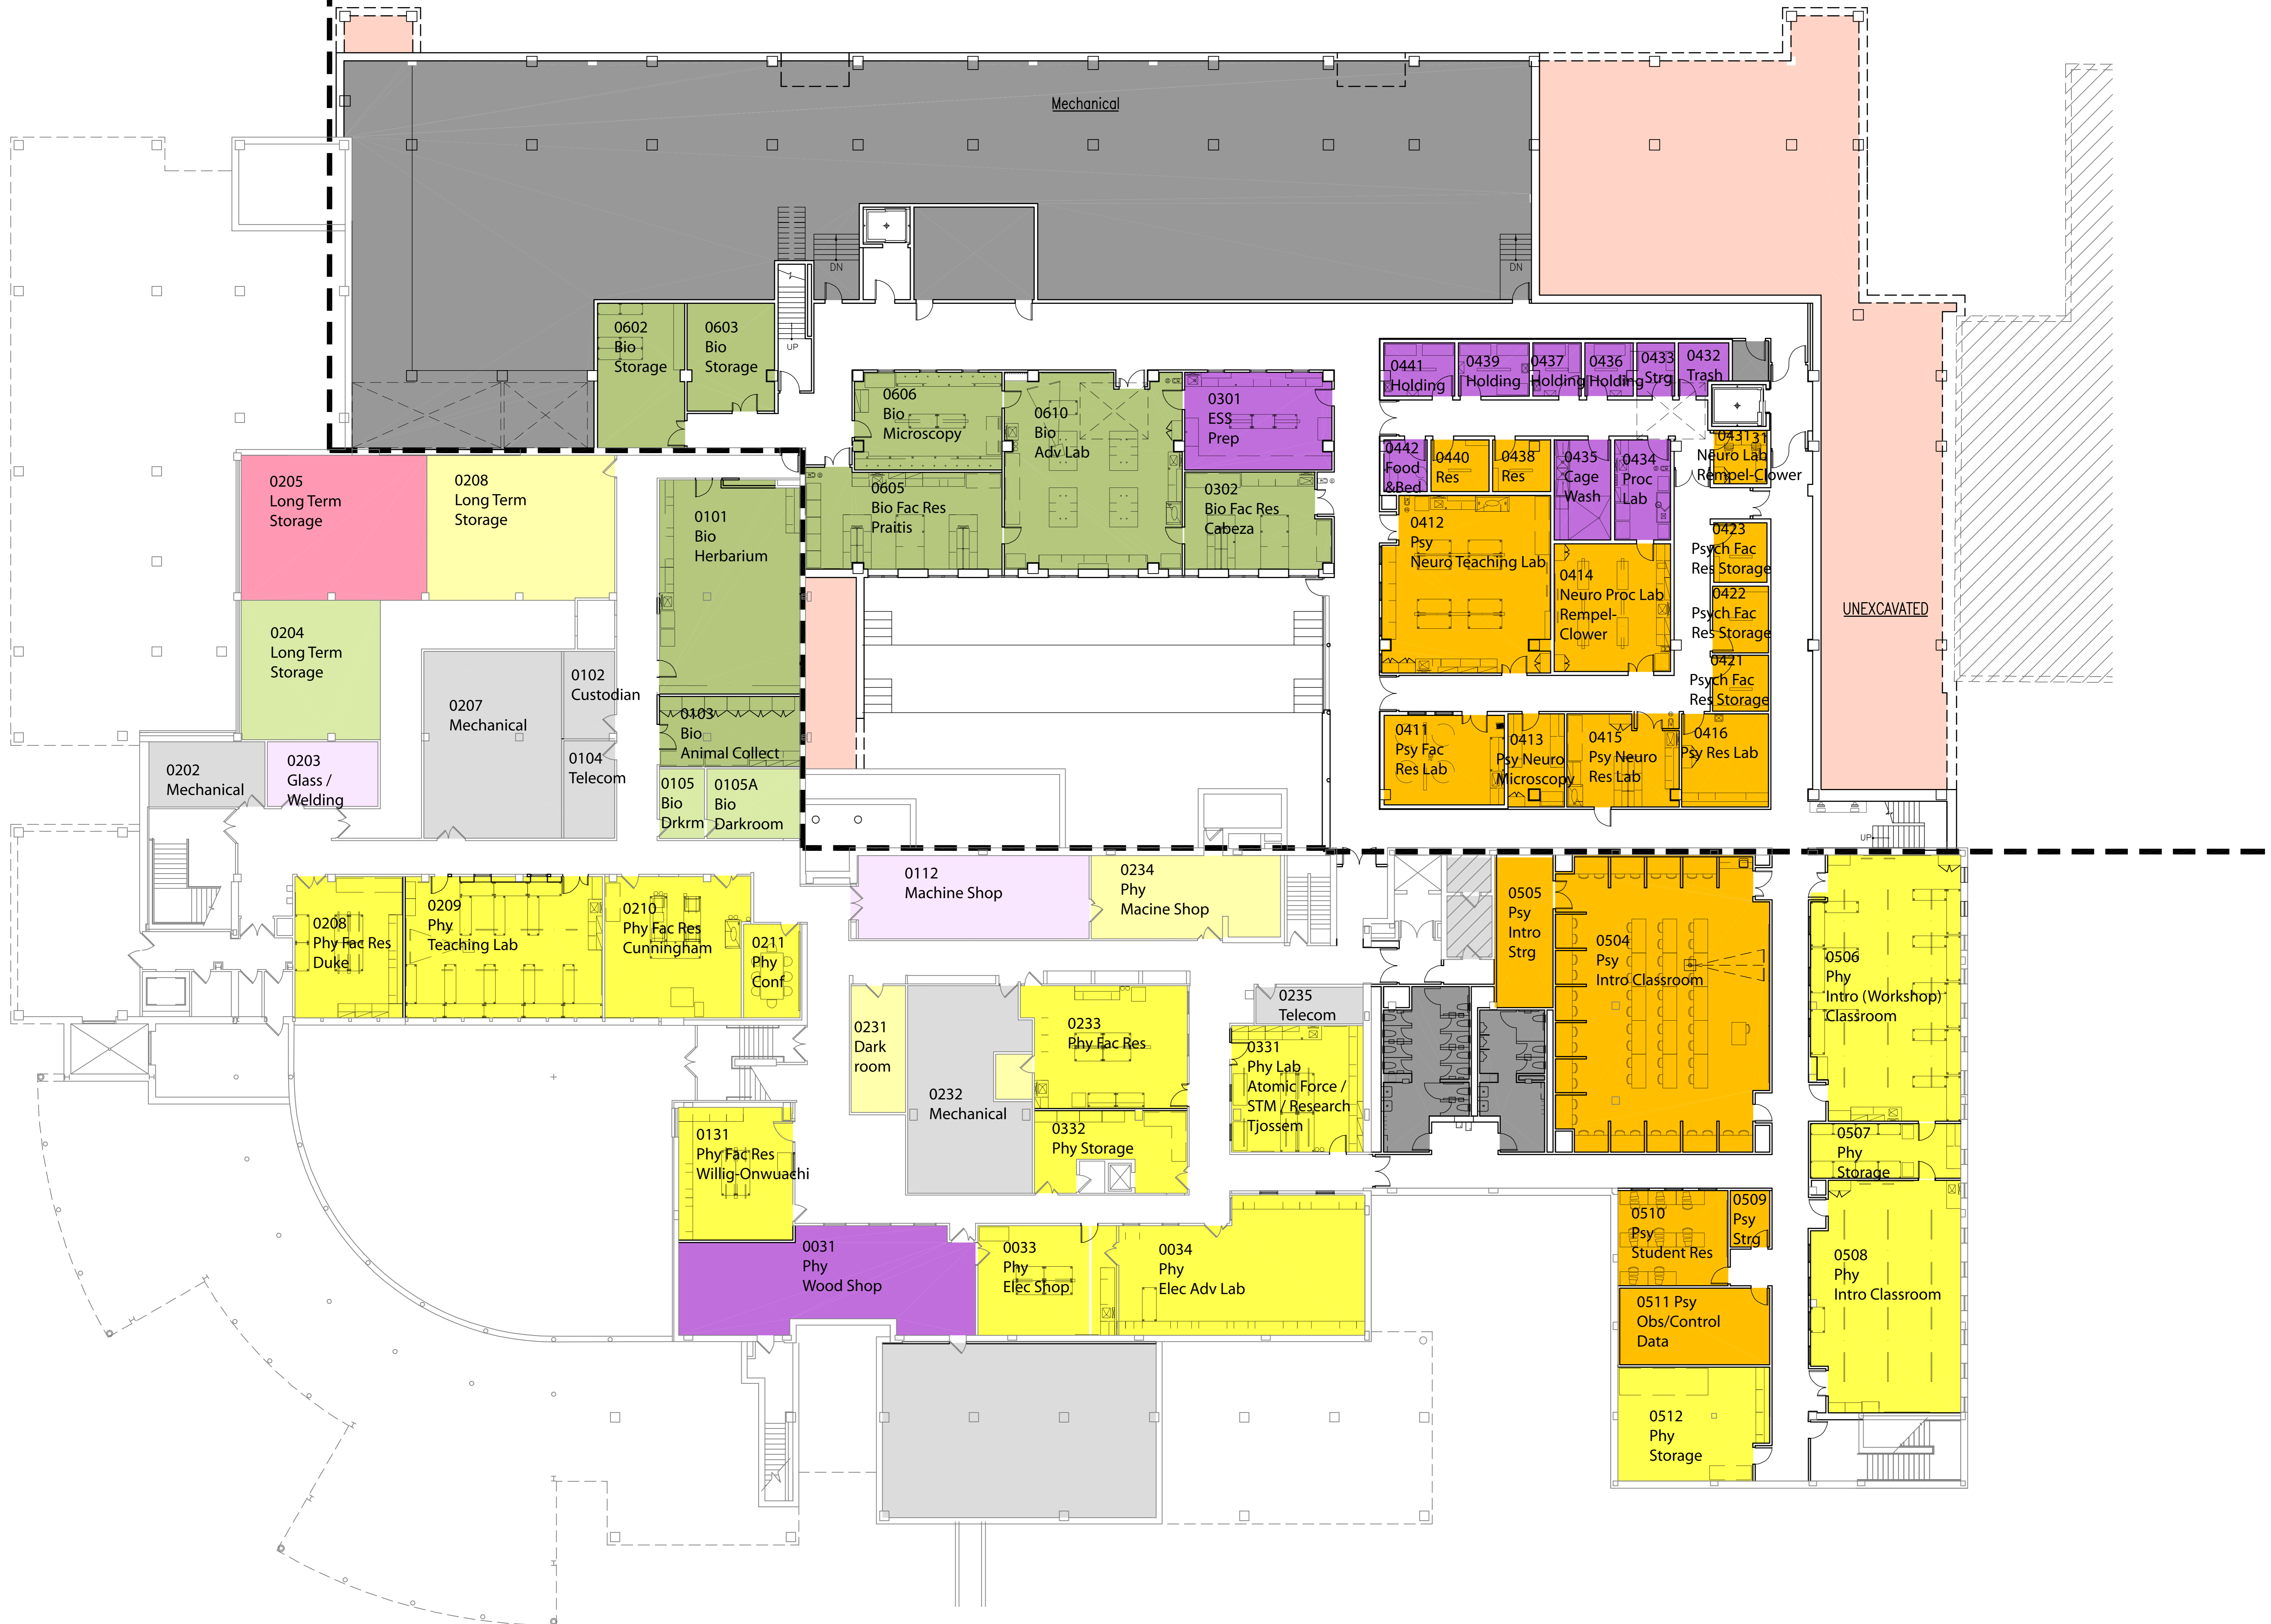 Mechanical
DN
DN
UP
0602
Bio
Storage
0603
Bio
Storage
0606
Bio
Microscopy
0610
Bio
Adv Lab
0301
ESS
Prep
0605
Bio Fac Res
Praitis
0302
Bio Fac Res
Cabeza
0441
Holding
0439
Holding
0437
Holding
0436
Holding
0433
Strg
0432
Trash
0442
Food
&Bed
0440
Res
0438
Res
0435
Cage
Wash
0434
Proc
Lab
0431
31
Neuro Lab
Rempel-Clower
0412
Psy
Neuro Teaching Lab
0414
Neuro Proc Lab
Rempel-
Clower
0423
Psych Fac
Res Storage
0422
Psych Fac
Res Storage
0421
Psych Fac
Res Storage
0411
Psy Fac
Res Lab
0413
Psy Neuro
Microscopy
0415
Psy Neuro
Res Lab
0416
Psy Res Lab
UNEXCAVATED
UP
0205
Long Term
Storage
0208
Long Term
Storage
0204
Long Term
Storage
0101
Bio
Herbarium
0207
Mechanical
0102
Custodian
0103
Bio
Animal Collect
0104
Telecom
0202
Mechanical
0203
Glass /
Welding
0105
Bio
Drkrm
0105A
Bio
Darkroom
0112
Machine Shop
0234
Phy
Macine Shop
0208
Phy Fac Res
Duke
0209
Phy
Teaching Lab
0210
Phy Fac Res
Cunningham
0211
Phy
Conf
0505
Psy
Intro
Strg
0504
Psy
Intro Classroom
0506
Phy
Intro (Workshop)
Classroom
0231
Dark
room
0232
Mechanical
0233
Phy Fac Res
0235
Telecom
0331
Phy Lab
Atomic Force /
STM / Research
Tjossem
0332
Phy Storage
0131
Phy Fac Res
Willig-Onwuachi
0507
Phy
Storage
0031
Phy
Wood Shop
0033
Phy
Elec Shop
0034
Phy
Elec Adv Lab
0510
Psy
Student Res
0509
Psy
Strg
0508
Phy
Intro Classroom
0511 Psy
Obs/Control
Data
0512
Phy
Storage